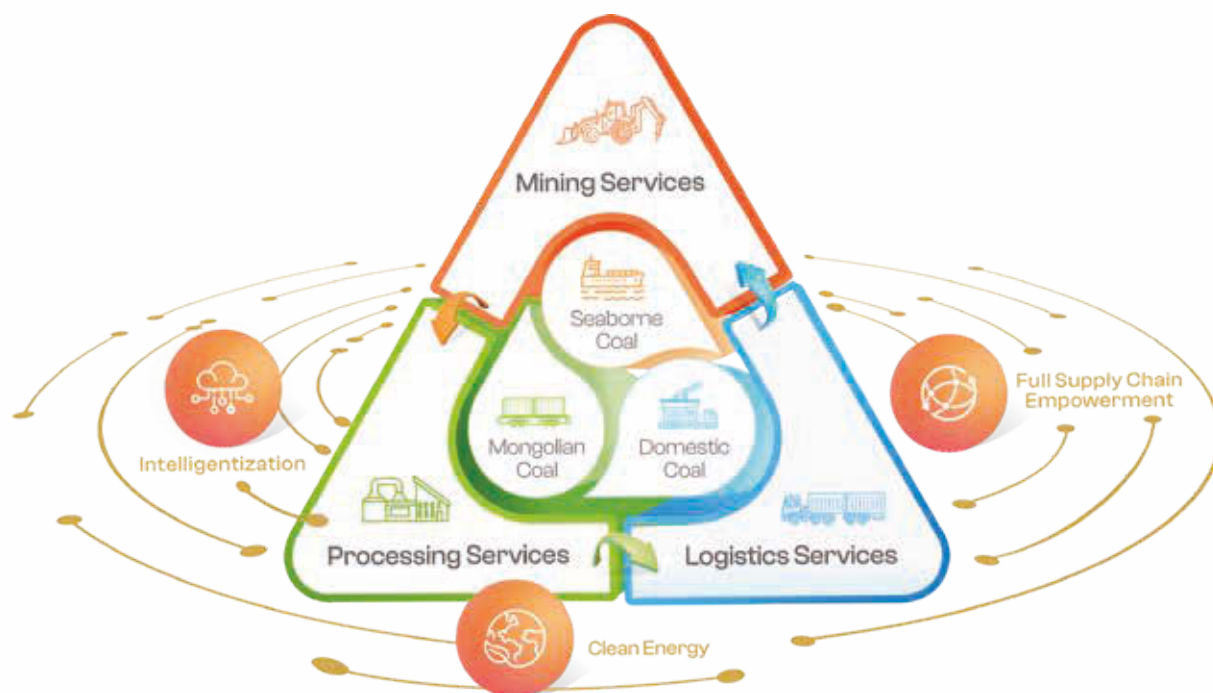 Mining Services
Seaborne
Coal
Mongolian
Coal
Domestic
Coal
Intelligentization
Full Supply Chain
Empowerment
Processing Services
Logistics Services
Clean Energy